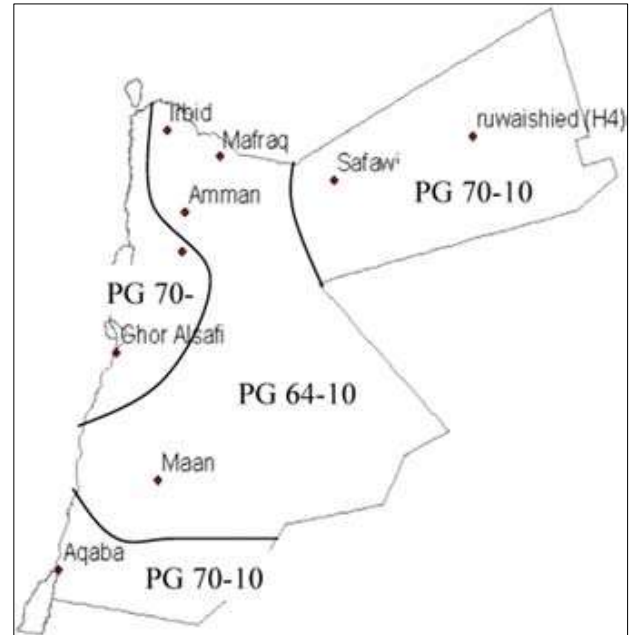 Irbid
ruwaishied (H4)
Mafraq
Safawi
PG 70-10
Amman
PG 70-
Ghor Alsafi
PG 64-10
Maan
Aqaba
PG 70-10